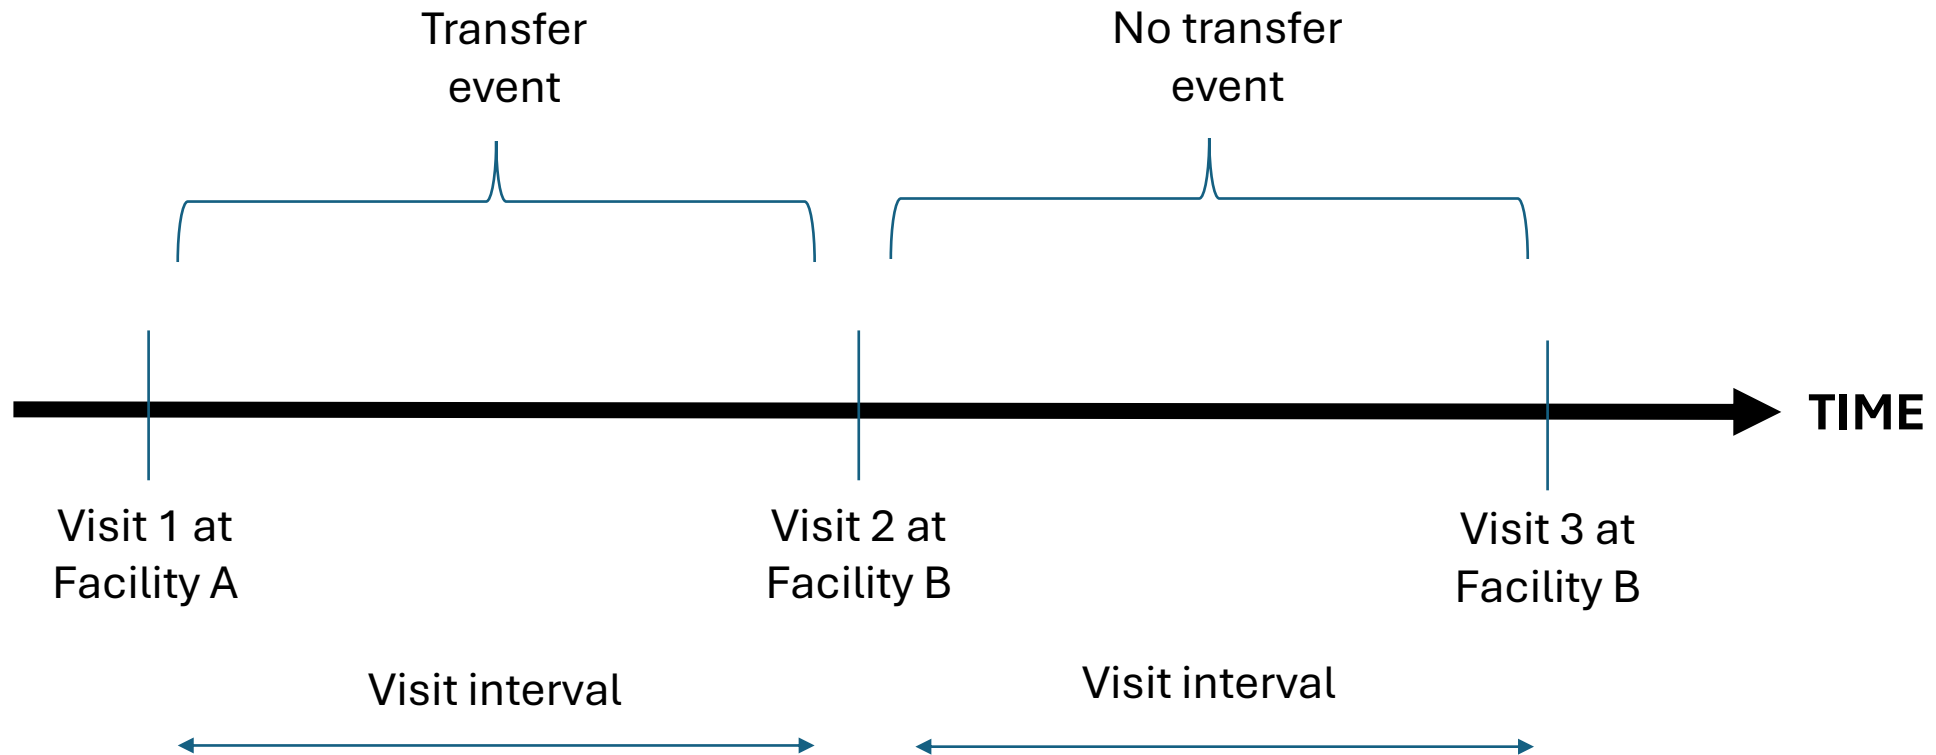 Transfer
event
No transfer
event
TIME
Visit 1 at
Facility A
Visit 2 at
Facility B
Visit 3 at
Facility B
Visit interval
Visit interval